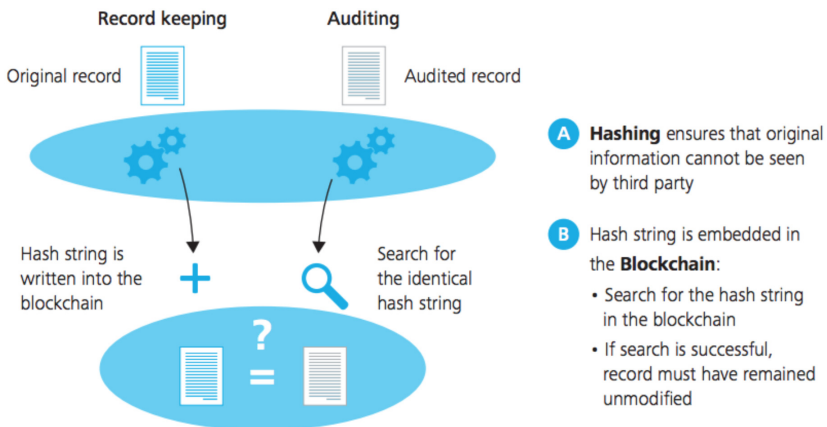 Record keeping
Auditing
Original record
Audited record
A
Hashing ensures that original
information cannot be seen
by third party
Hash string is
written into the
blockchain
+
Search for
the identical
hash string
B
Hash string is embedded in
the Blockchain:
• Search for the hash string
in the blockchain
• If search is successful,
record must have remained
unmodified
?
=